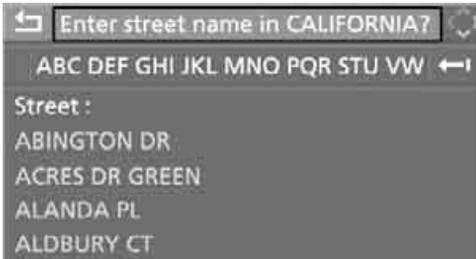 Enter street name in CALIFORNIA?
ABC DEF GHI JKL MNO PQR STU VW
Street :
ABINGTON DR
ACRES DR GREEN
ALANDA PL
ALDBURY CT